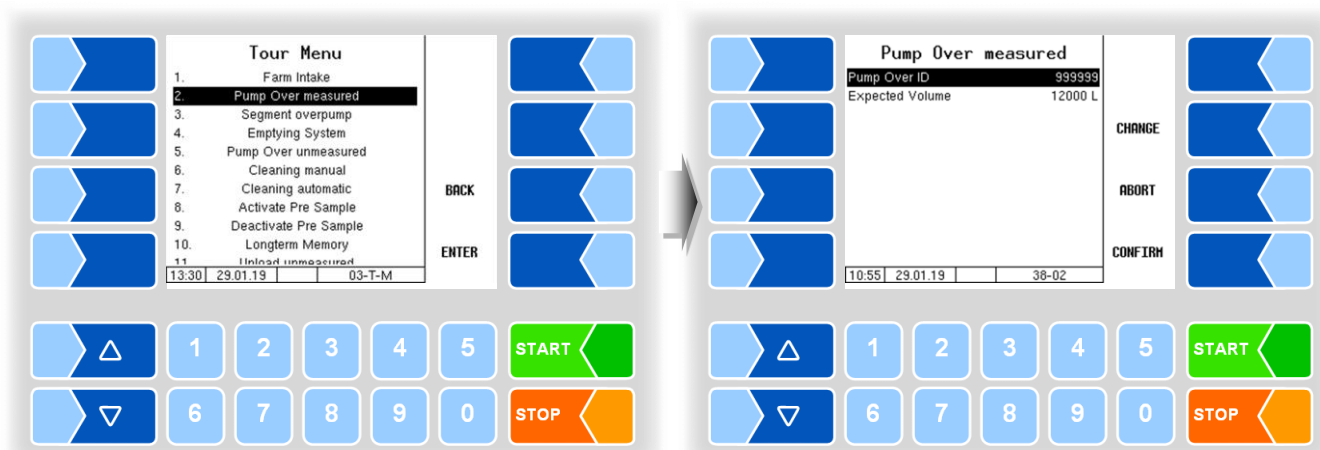 Tour Menu
1. Farm Intake
2. Pump Over measured
3. Segment overpump
4. Emptying System
5. Pump Over unmeasured
6. Cleaning manual
7. Cleaning automatic
8. Activate Pre Sample
9. Deactivate Pre Sample
10. Longterm Memory
11. Unload unmeasured
BACK
ENTER
13:30 29.01.19 03-T-M
1 2 3 4 5 START
6 7 8 9 0 STOP
Pump Over measured
Pump Over ID 999999
Expected Volume 12000 L
CHANGE
ABORT
CONFIRM
10:55 29.01.19 38-02
1 2 3 4 5 START
6 7 8 9 0 STOP